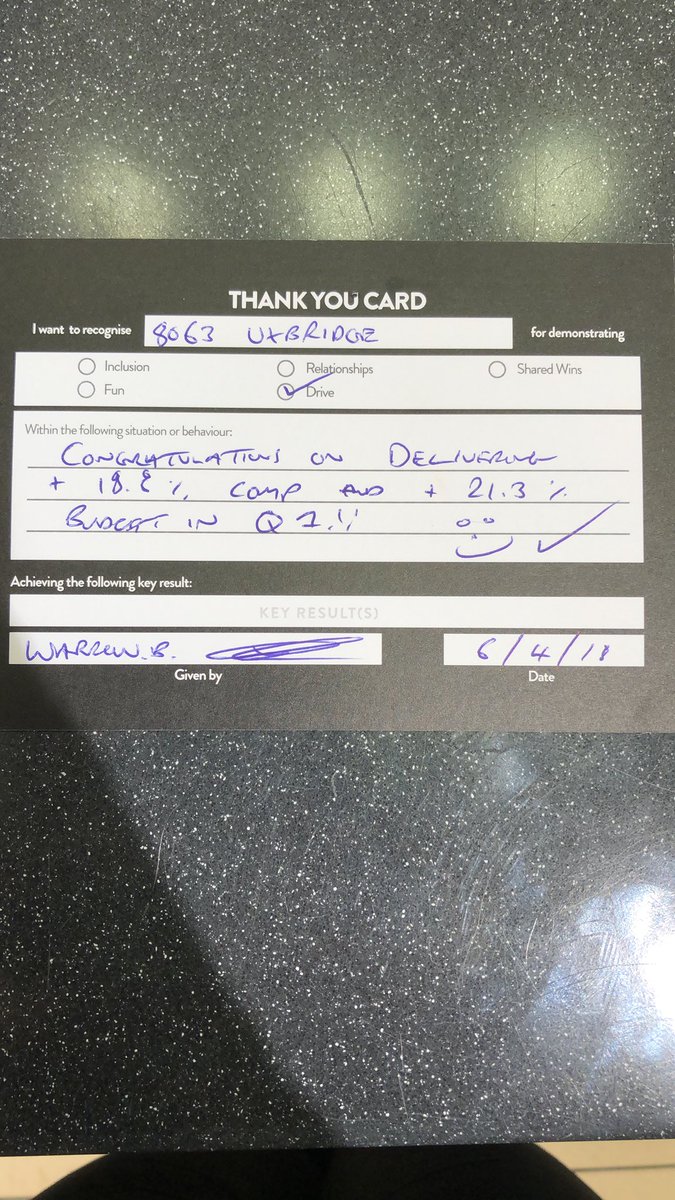 THANK YOU CARD
I want to recognise 8063 UXBRIDGE for demonstrating
Inclusion Relationships Shared Wins
Fun Drive
Within the following situation or behaviour:
CONGRATULATIONS ON DELIVERING
+ 18.8 % COMP AND + 21.3 %
BUDGET IN Q1!!
Achieving the following key result:
KEY RESULT(S)
WARREN.B. 6/4/18
Given by Date